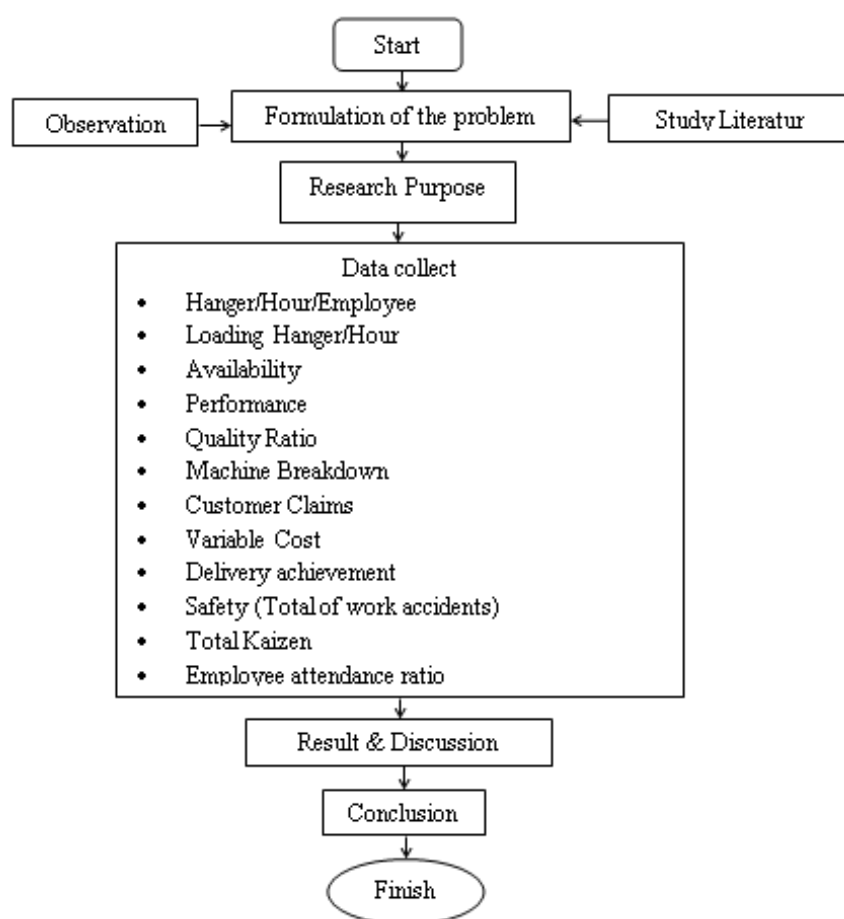 Start
Formulation of the problem
Observation
Study Literatur
Research Purpose
Data collect
• Hanger/Hour/Employee
• Loading Hanger/Hour
• Availability
• Performance
• Quality Ratio
• Machine Breakdown
• Customer Claims
• Variable Cost
• Delivery achievement
• Safety (Total of work accidents)
• Total Kaizen
• Employee attendance ratio
Result & Discussion
Conclusion
Finish